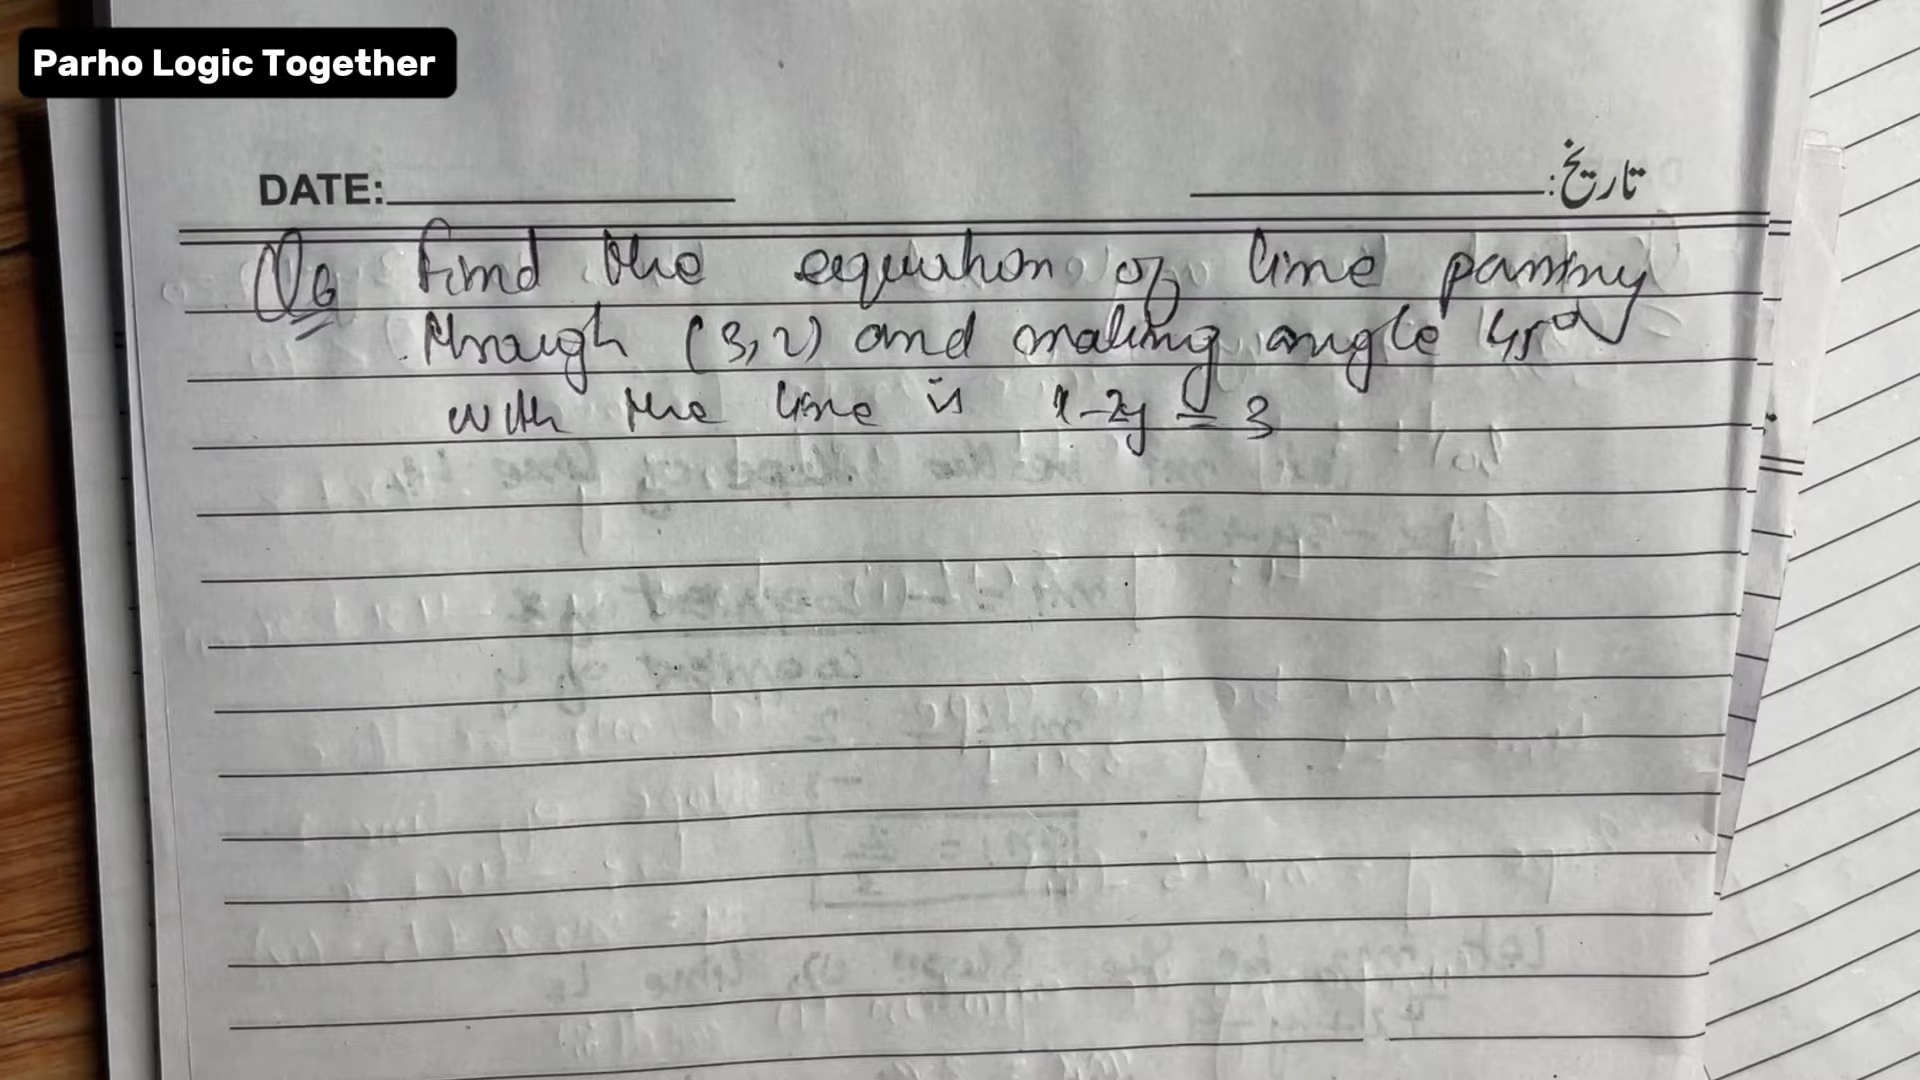 Parho Logic Together
DATE: تاریخ:
Q6 Find the equation of line passing
through (3,2) and making angle 45°
with the line is x-2y = 3